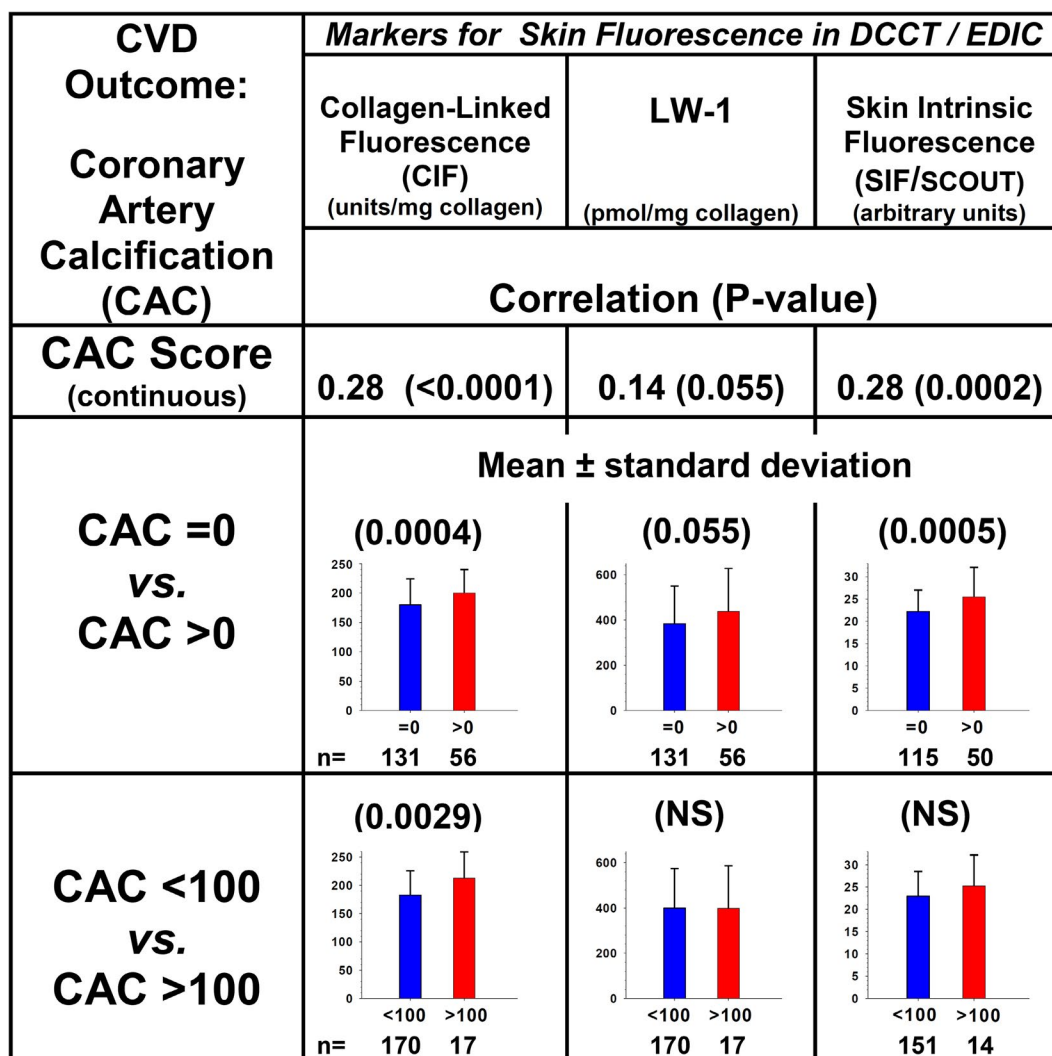 CVD
Outcome:
Coronary
Artery
Calcification
(CAC)
Markers for Skin Fluorescence in DCCT / EDIC
Collagen-Linked
Fluorescence
(CIF)
(units/mg collagen)
LW-1
(pmol/mg collagen)
Skin Intrinsic
Fluorescence
(SIF/SCOUT)
(arbitrary units)
Correlation (P-value)
CAC Score
(continuous)
0.28 (<0.0001)
0.14 (0.055)
0.28 (0.0002)
Mean ± standard deviation
CAC =0
vs.
CAC >0
(0.0004)
250
200
150
100
50
0
=0 >0
n= 131 56
(0.055)
600
400
200
0
=0 >0
131 56
(0.0005)
30
25
20
15
10
5
0
=0 >0
115 50
CAC <100
vs.
CAC >100
(0.0029)
250
200
150
100
50
0
<100 >100
n= 170 17
(NS)
600
400
200
0
<100 >100
170 17
(NS)
30
25
20
15
10
5
0
<100 >100
151 14